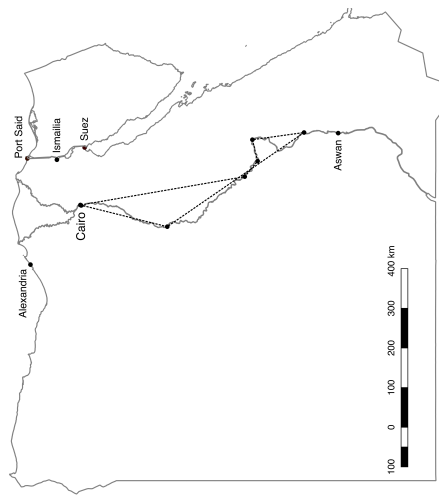 Port Said
Ismailia
Suez
Cairo
Alexandria
Aswan
100 0 100 200 300 400 km